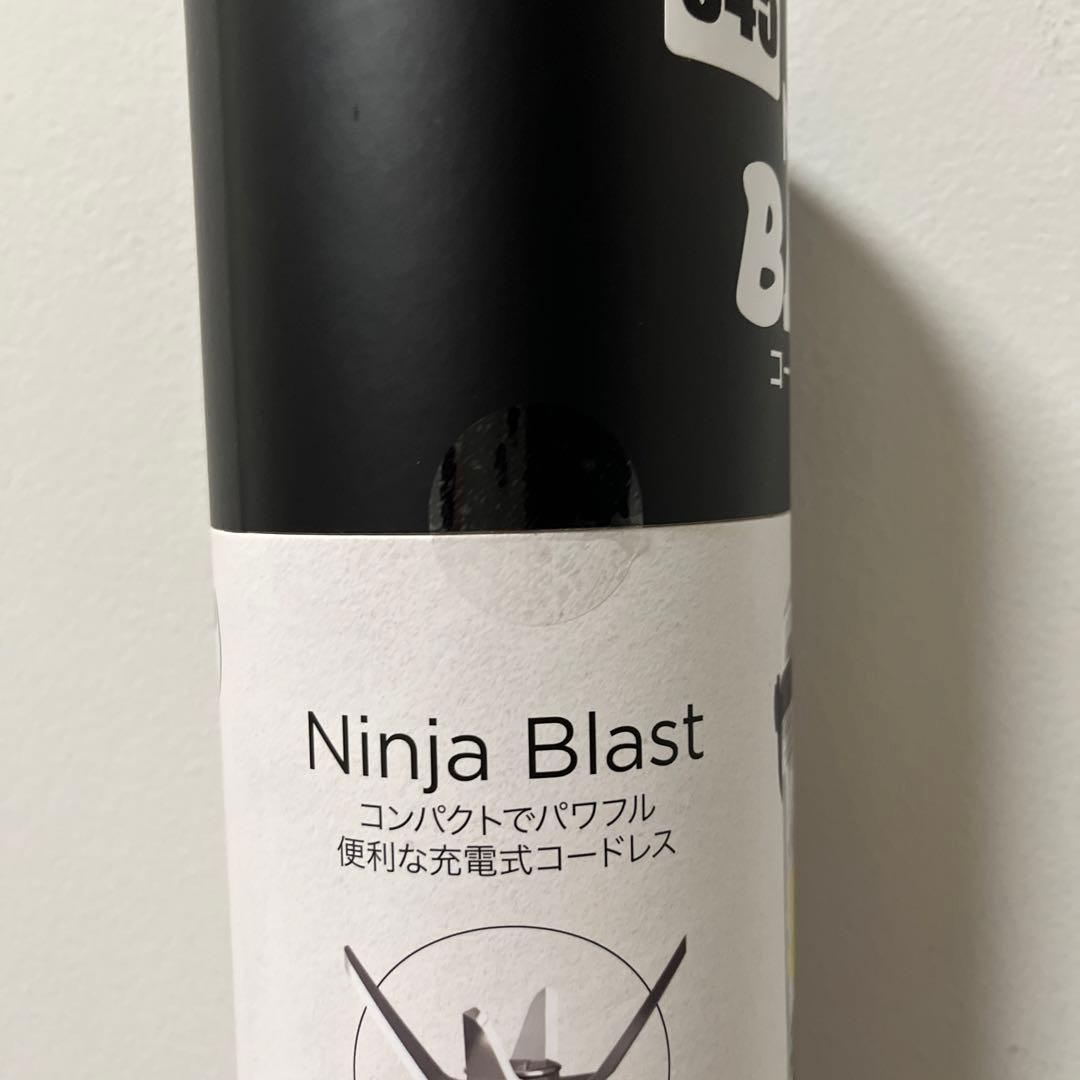 Ninja Blast
コンパクトでパワフル
便利な充電式コードレス